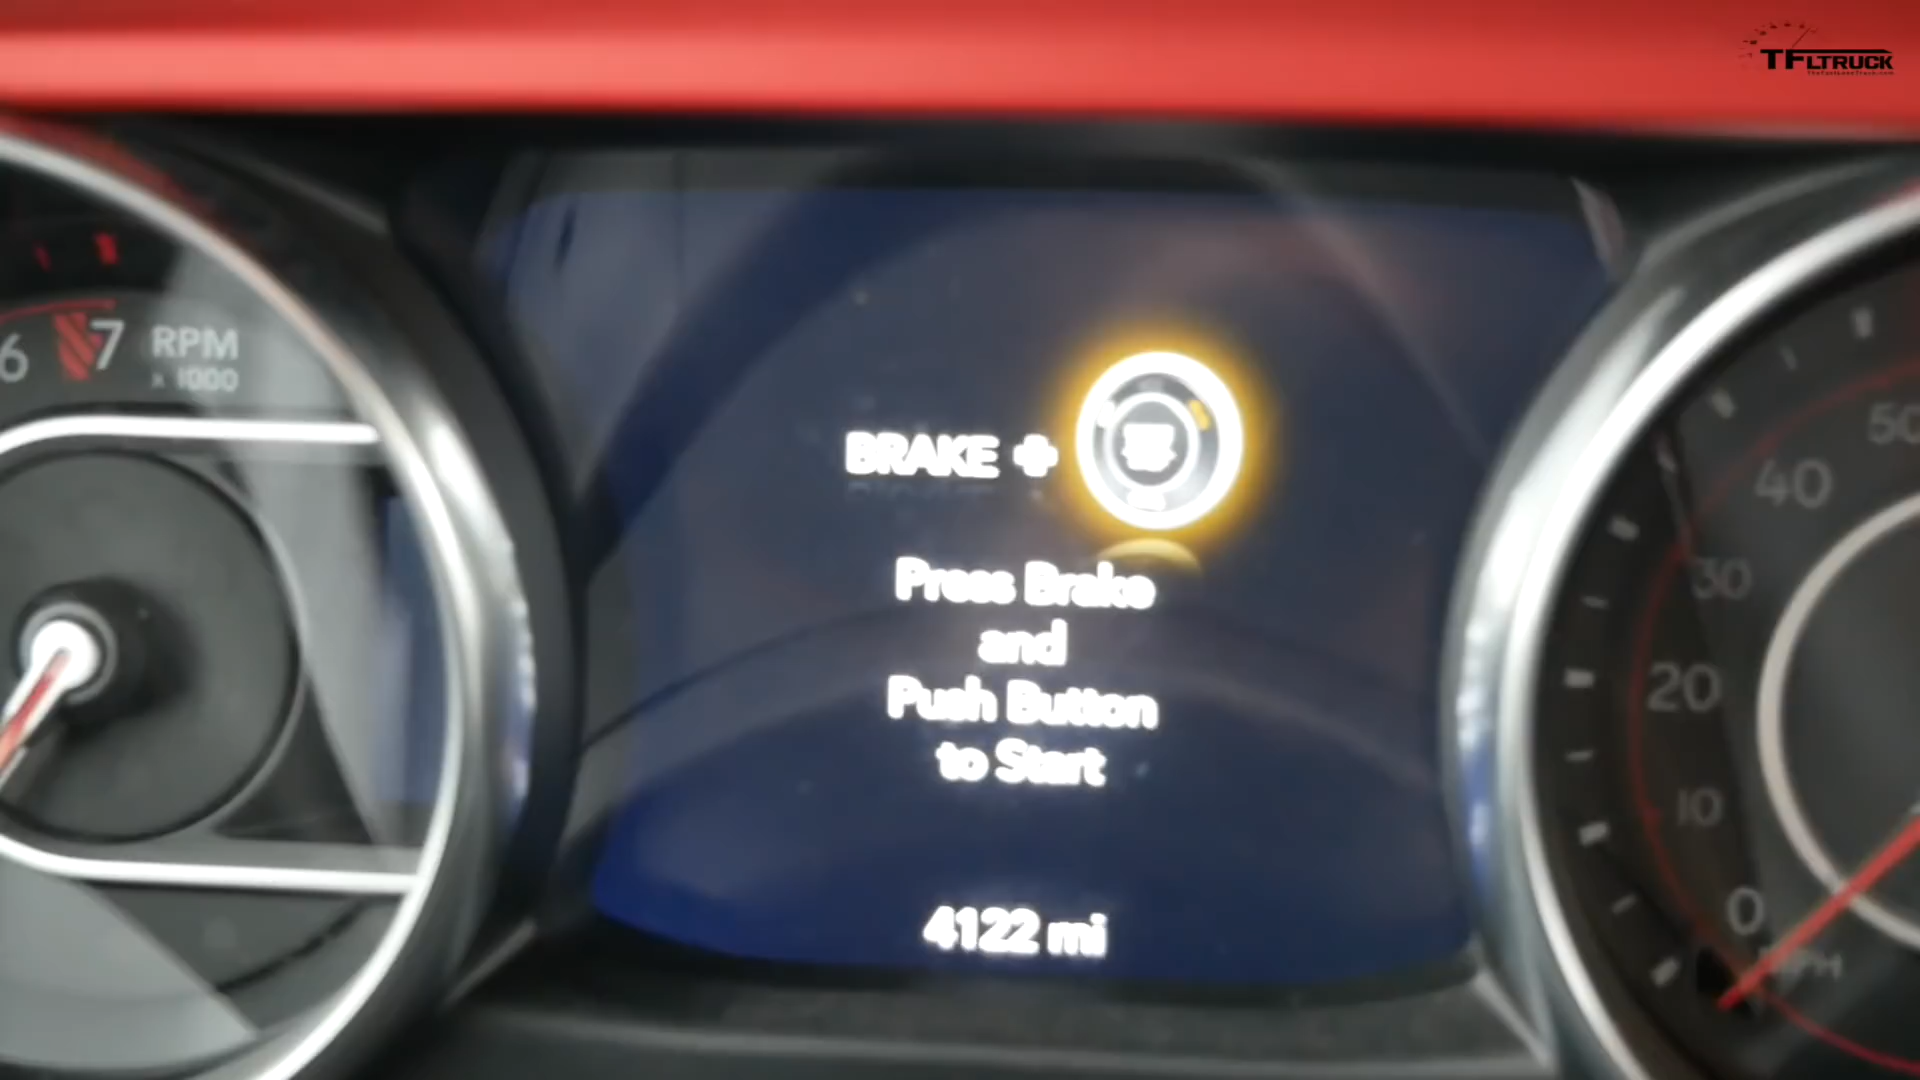 TFLTRUCK
6 7 RPM
x 1000
BRAKE +
Press Brake
and
Push Button
to Start
4122 mi
50
40
30
20
10
0
MPH